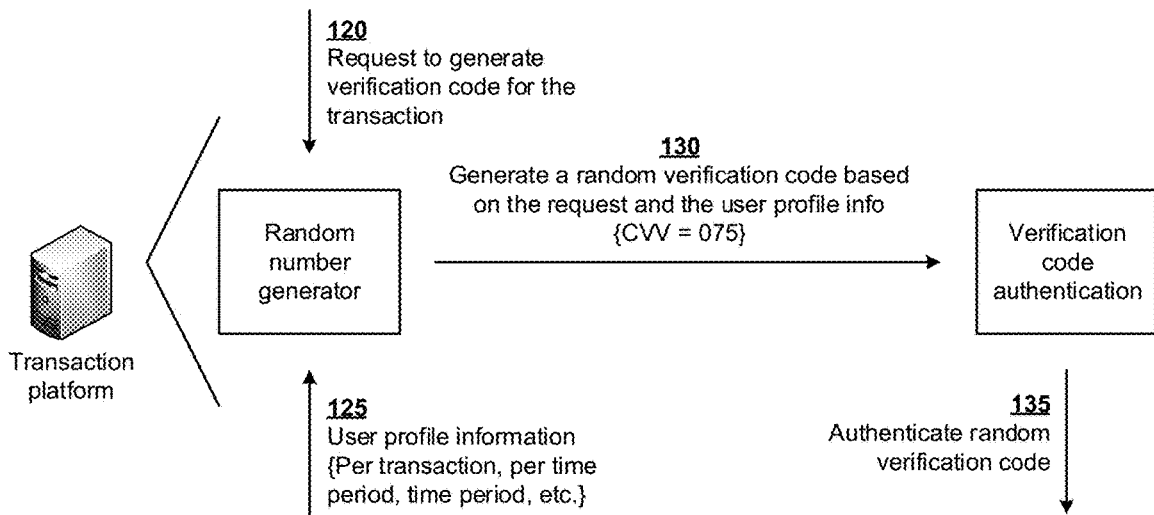 120
Request to generate
verification code for the
transaction
130
Generate a random verification code based
on the request and the user profile info
{CVV = 075}
Random
number
generator
Verification
code
authentication
Transaction
platform
125
User profile information
{Per transaction, per time
period, time period, etc.}
135
Authenticate random
verification code